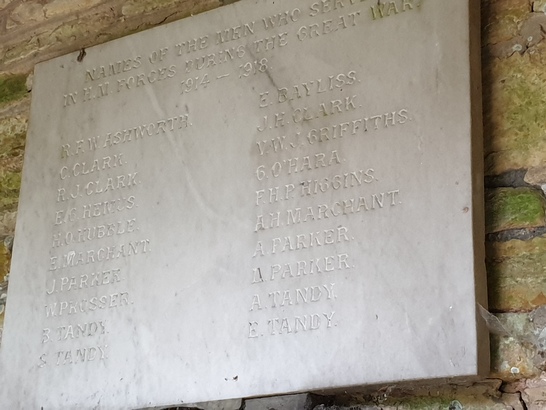 NAMES OF THE MEN WHO SERVED
IN H.M. FORCES DURING THE GREAT WAR.
1914 – 1918.
R.F.W. ASHWORTH.
C. CLARK.
R.J. CLARK.
E.G.
H.O. HUBBLE.
E. MARCHANT.
J. PARKER.
W. PROSSER.
B. TANDY.
S. TANDY.
E. BAYLISS.
J.E. CLARK.
V.W.J. GRIFFITHS.
G. O'HARA.
F.H.P. HIGGINS.
A.H. MARCHANT.
A. PARKER.
D. PARKER.
A. TANDY.
E. TANDY.